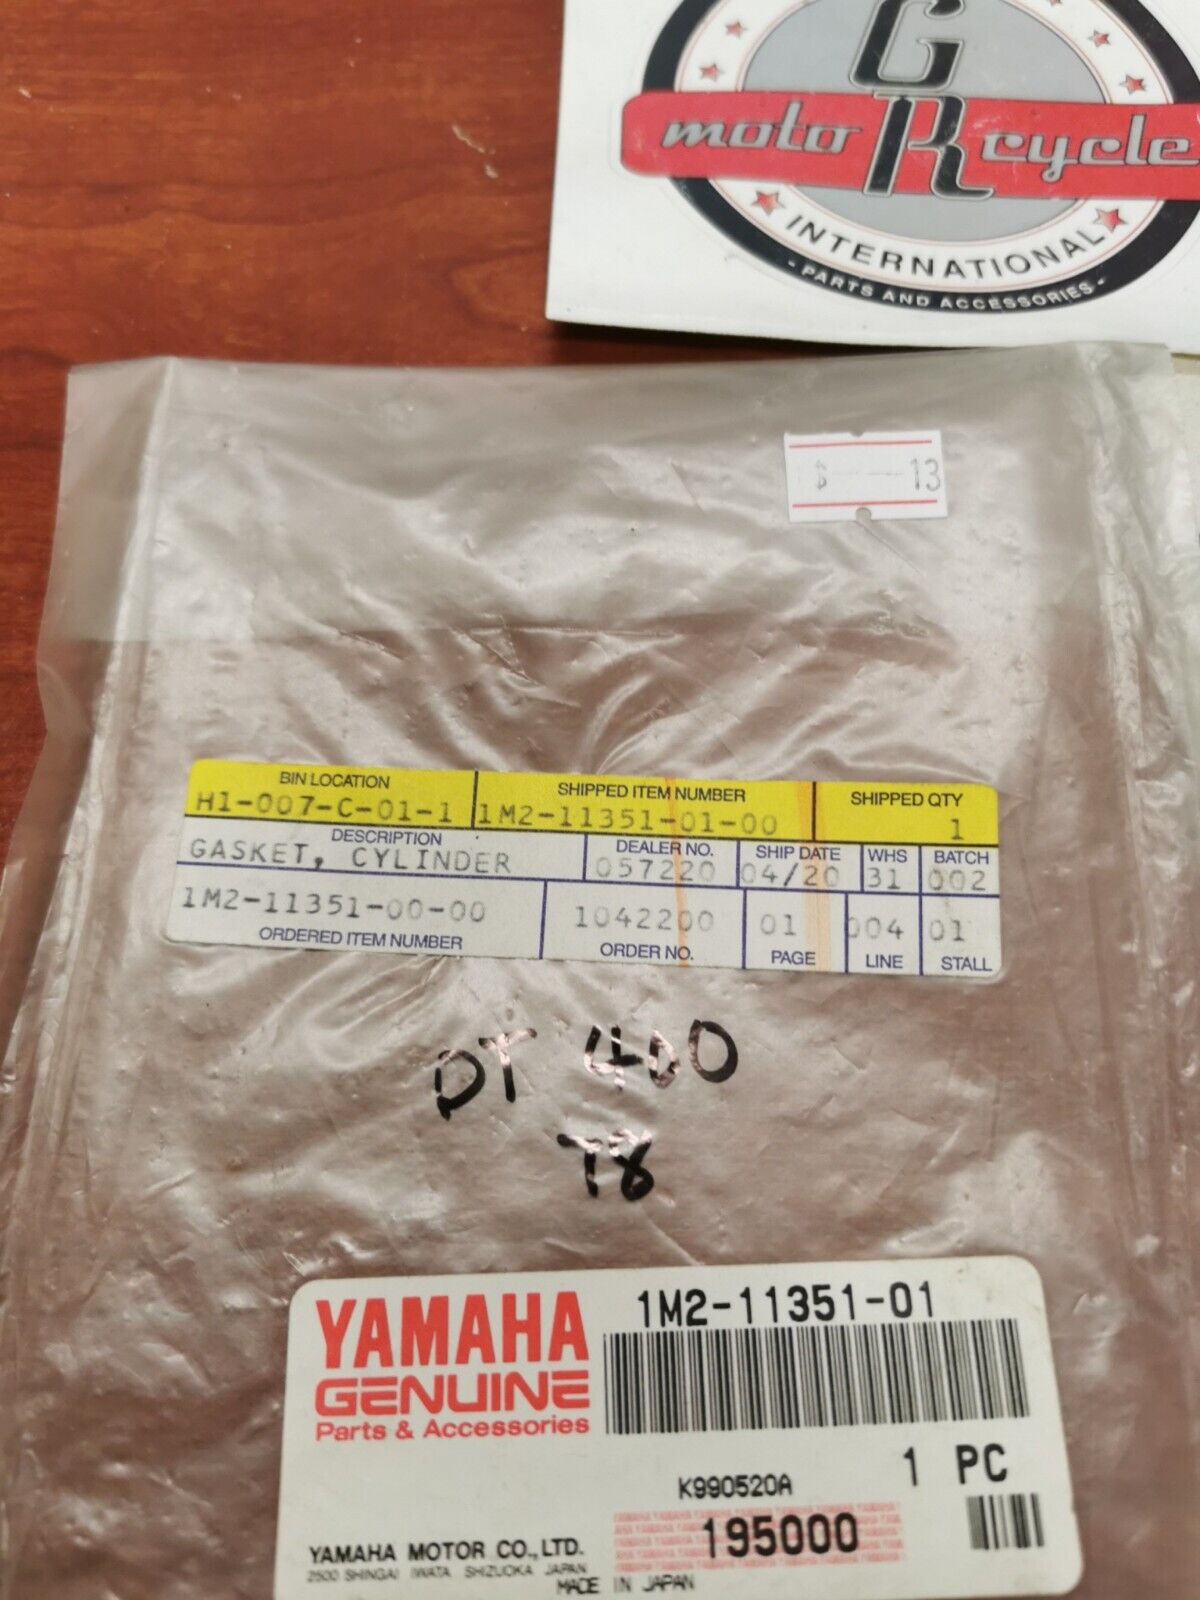 G
moto R cycle
INTERNATIONAL
- PARTS AND ACCESSORIES -
$ 13
BIN LOCATION SHIPPED ITEM NUMBER SHIPPED QTY
H1-007-C-01-1 1M2-11351-01-00 1
DESCRIPTION DEALER NO. SHIP DATE WHS BATCH
GASKET, CYLINDER 057220 04/20 31 002
1M2-11351-00-00 1042200 01 004 01
ORDERED ITEM NUMBER ORDER NO. PAGE LINE STALL
DT 400
78
YAMAHA 1M2-11351-01
GENUINE
Parts & Accessories
1 PC
K990520A
195000
YAMAHA MOTOR CO., LTD.
2500 SHINGAI IWATA SHIZUOKA JAPAN
MADE IN JAPAN